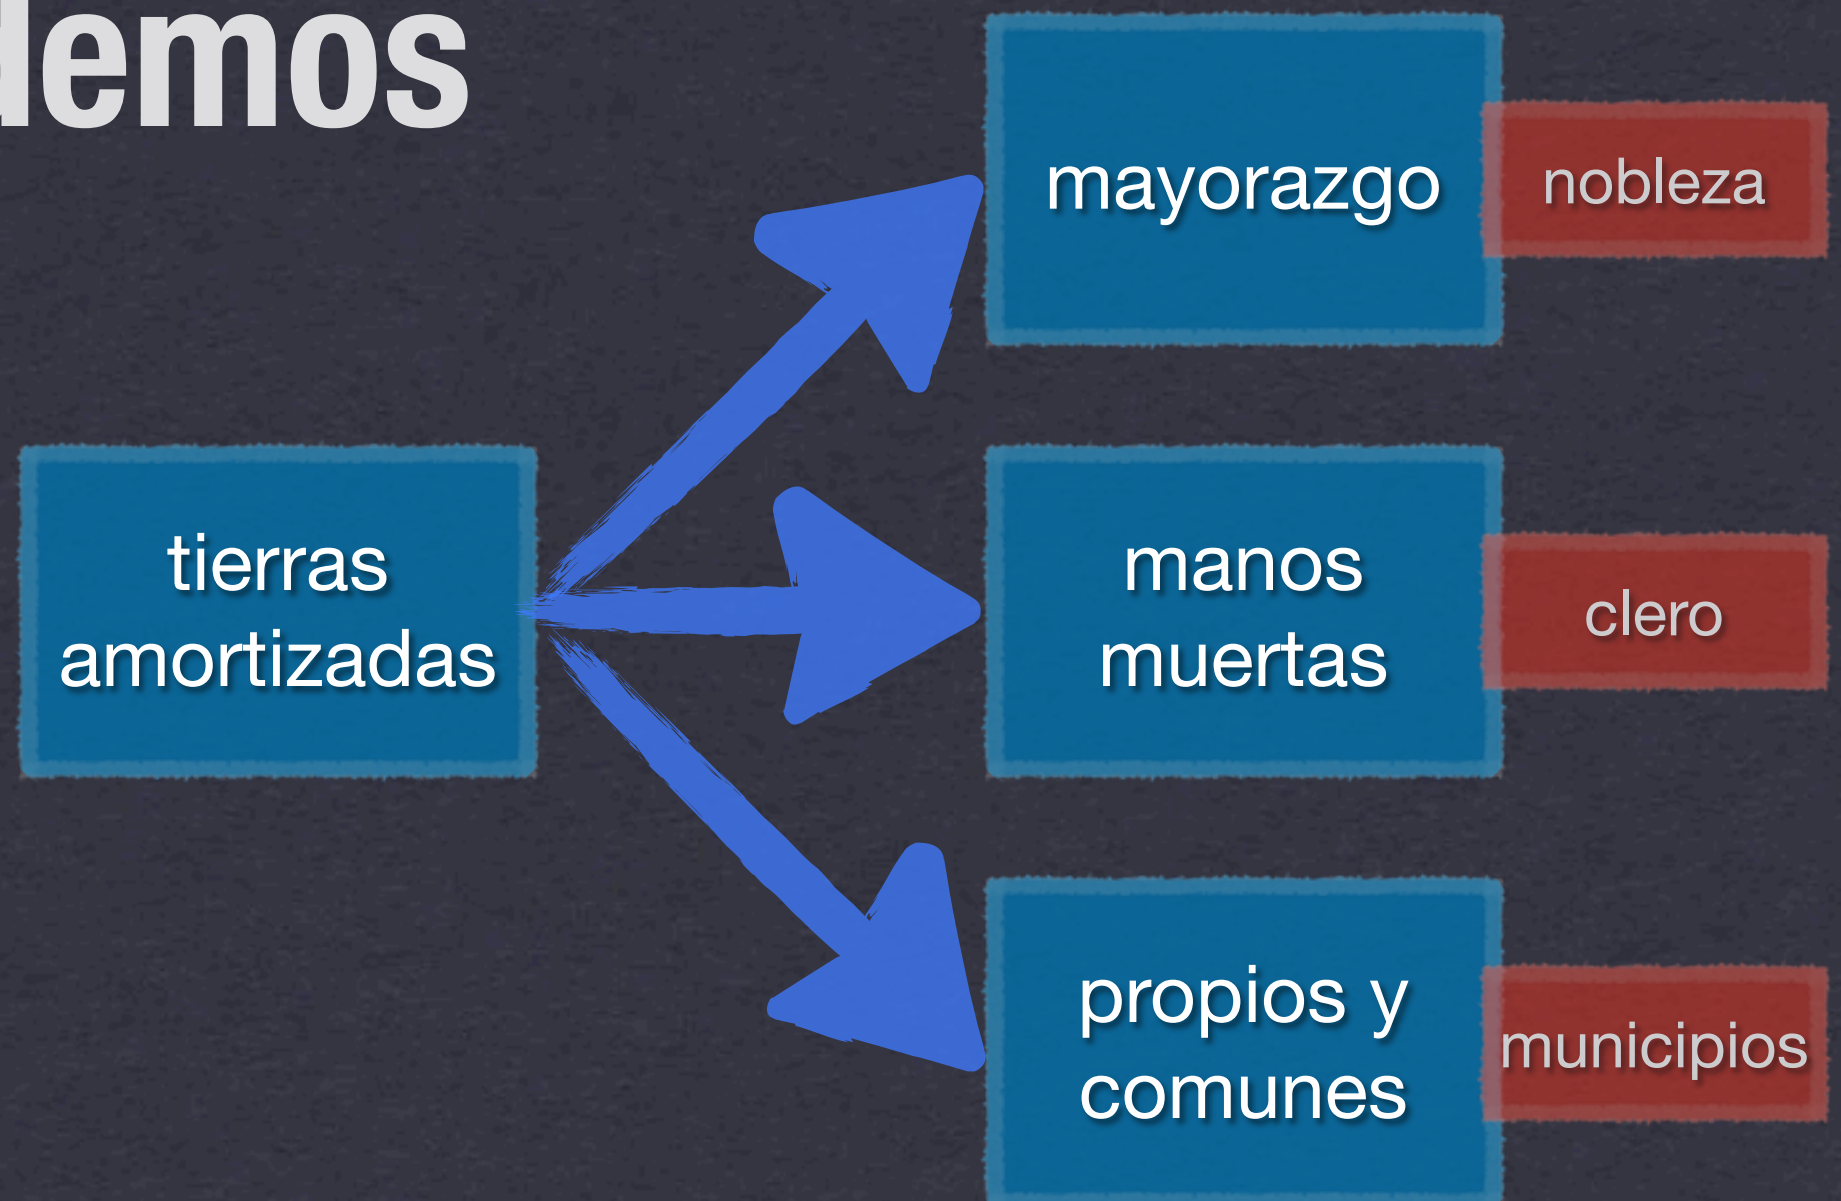 demos
mayorazgo
nobleza
tierras
amortizadas
manos
muertas
clero
propios y
comunes
municipios